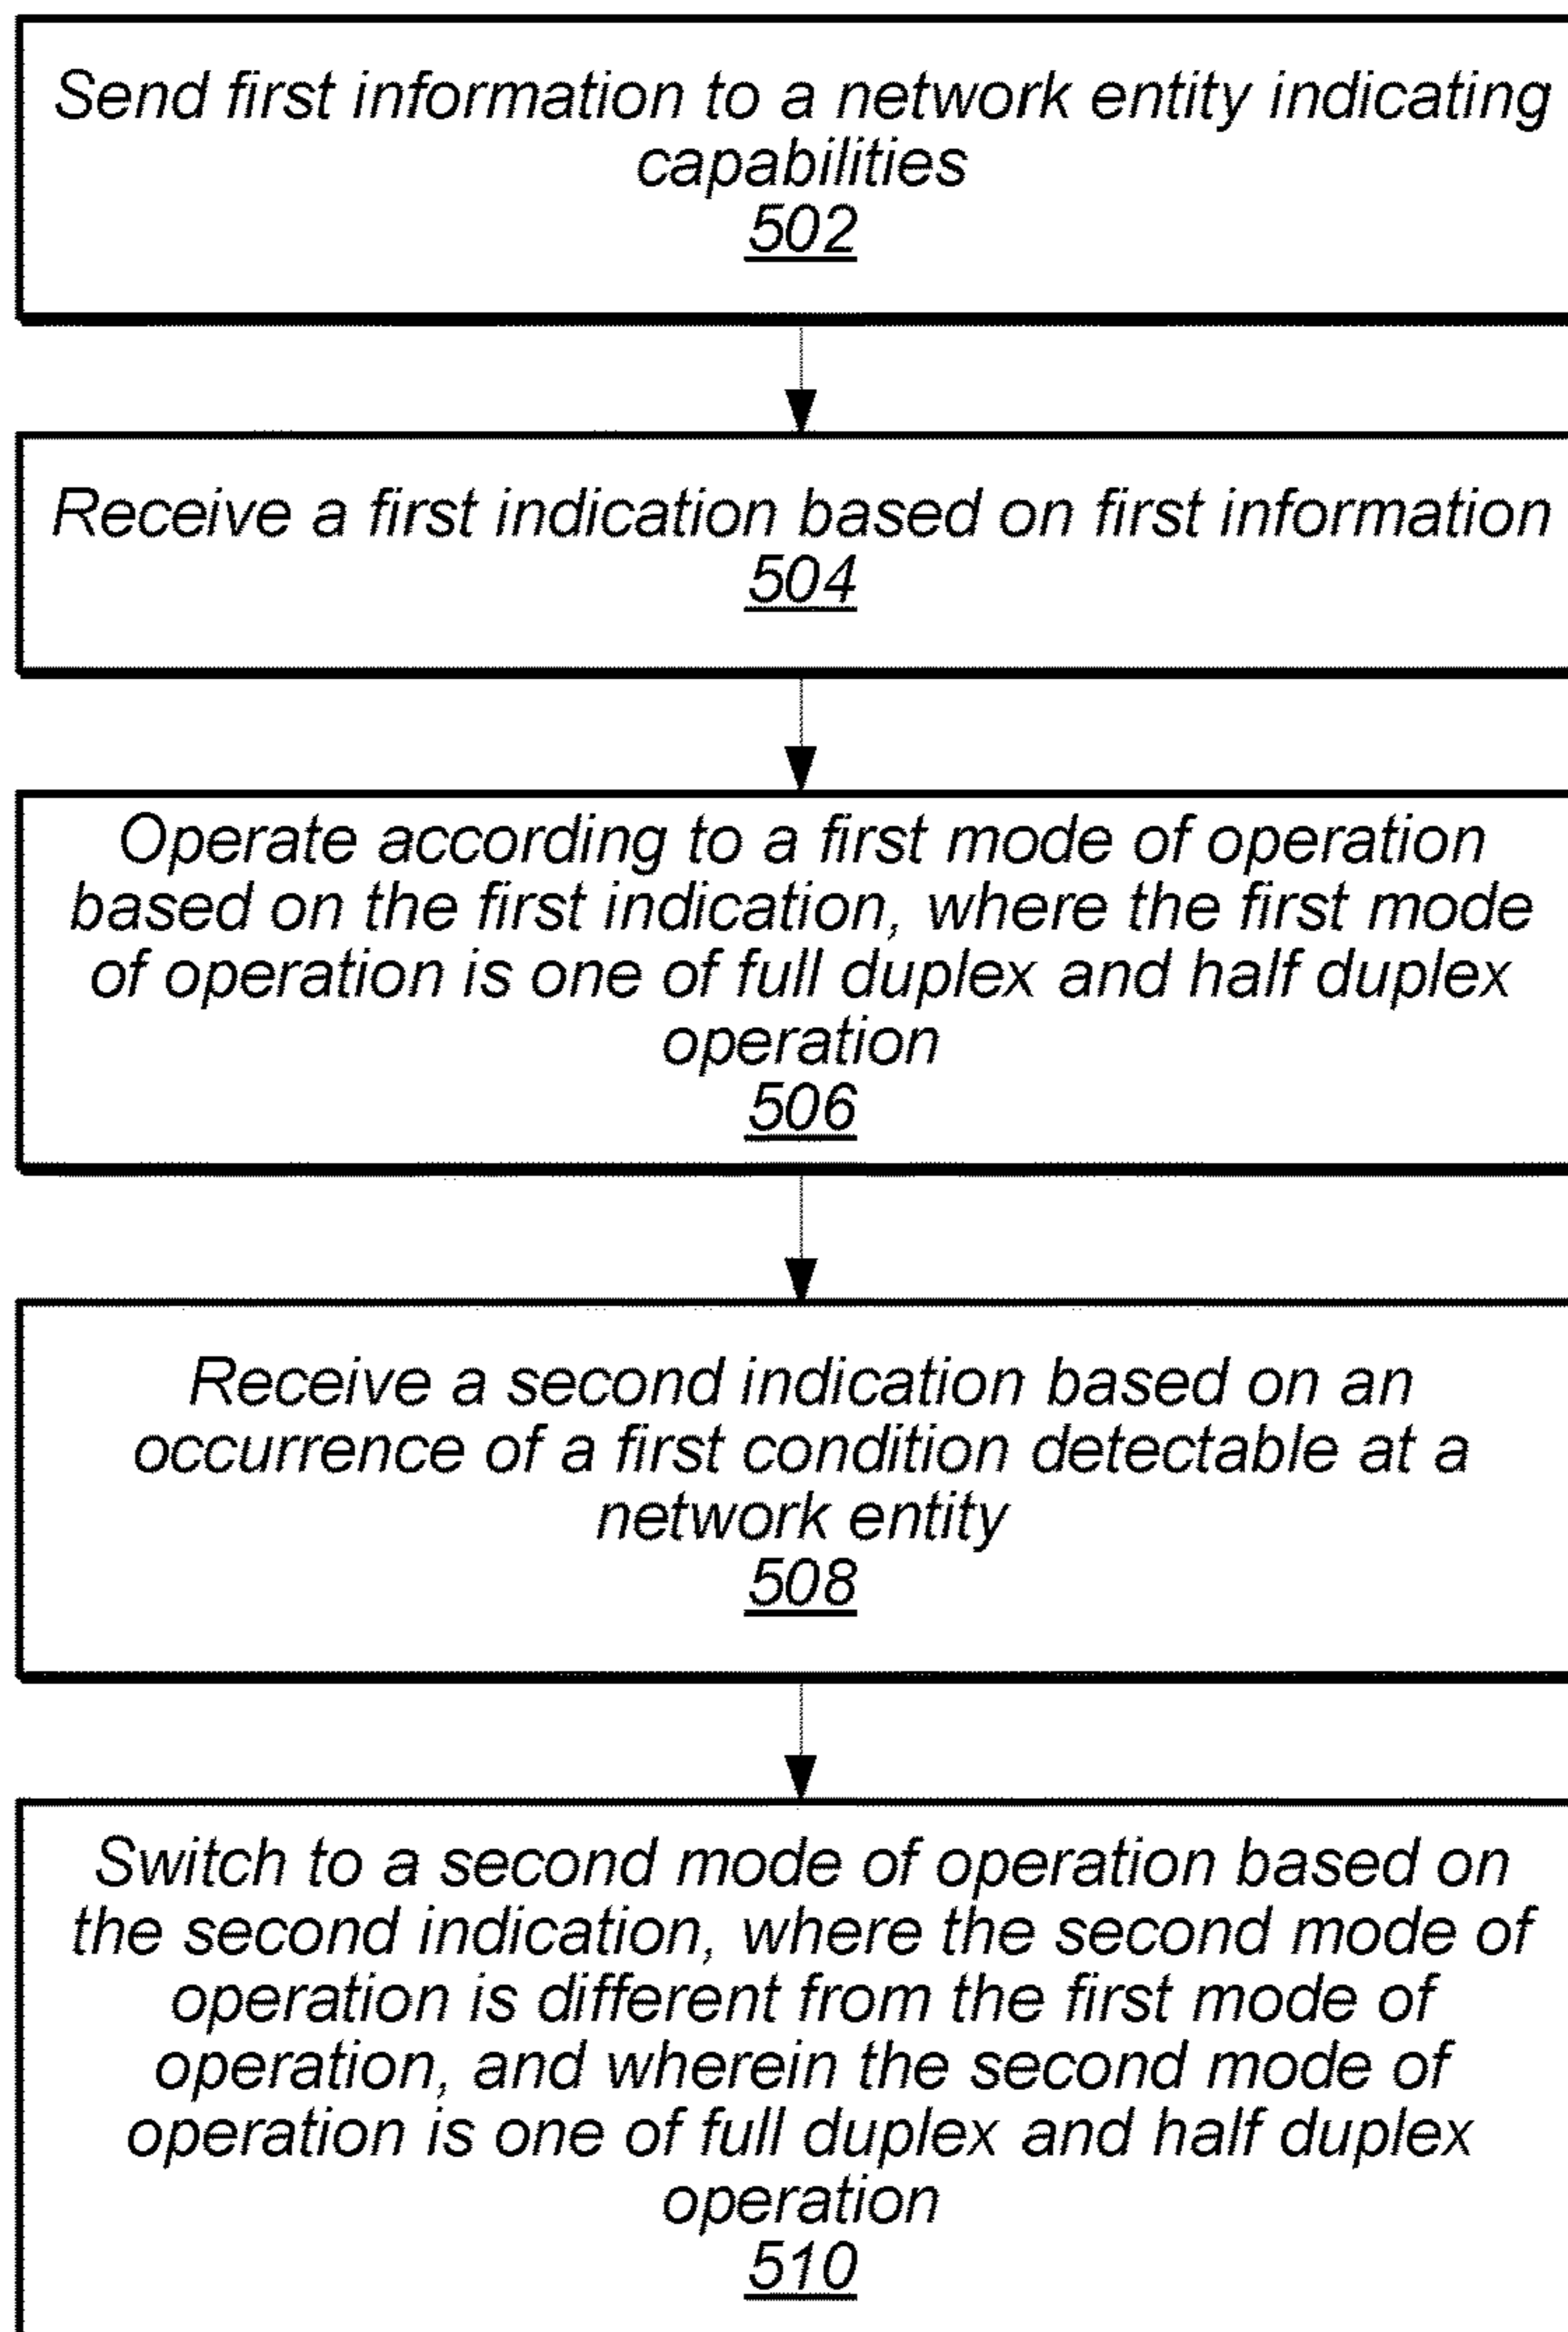 Send first information to a network entity indicating
capabilities
502
Receive a first indication based on first information
504
Operate according to a first mode of operation
based on the first indication, where the first mode
of operation is one of full duplex and half duplex
operation
506
Receive a second indication based on an
occurrence of a first condition detectable at a
network entity
508
Switch to a second mode of operation based on
the second indication, where the second mode of
operation is different from the first mode of
operation, and wherein the second mode of
operation is one of full duplex and half duplex
operation
510